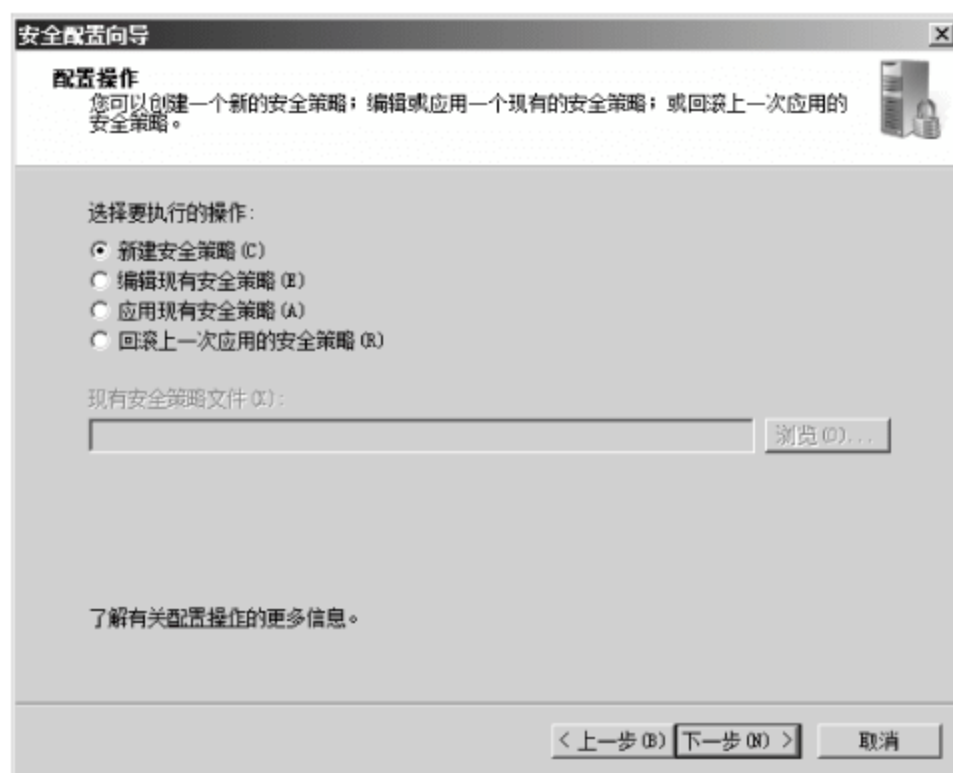 安全配置向导
配置操作
您可以创建一个新的安全策略；编辑或应用一个现有的安全策略；或回滚上一次应用的
安全策略。
选择要执行的操作：
新建安全策略(C)
编辑现有安全策略(E)
应用现有安全策略(A)
回滚上一次应用的安全策略(R)
现有安全策略文件(X)：
浏览(O)...
了解有关配置操作的更多信息。
< 上一步(B)
下一步(N) >
取消